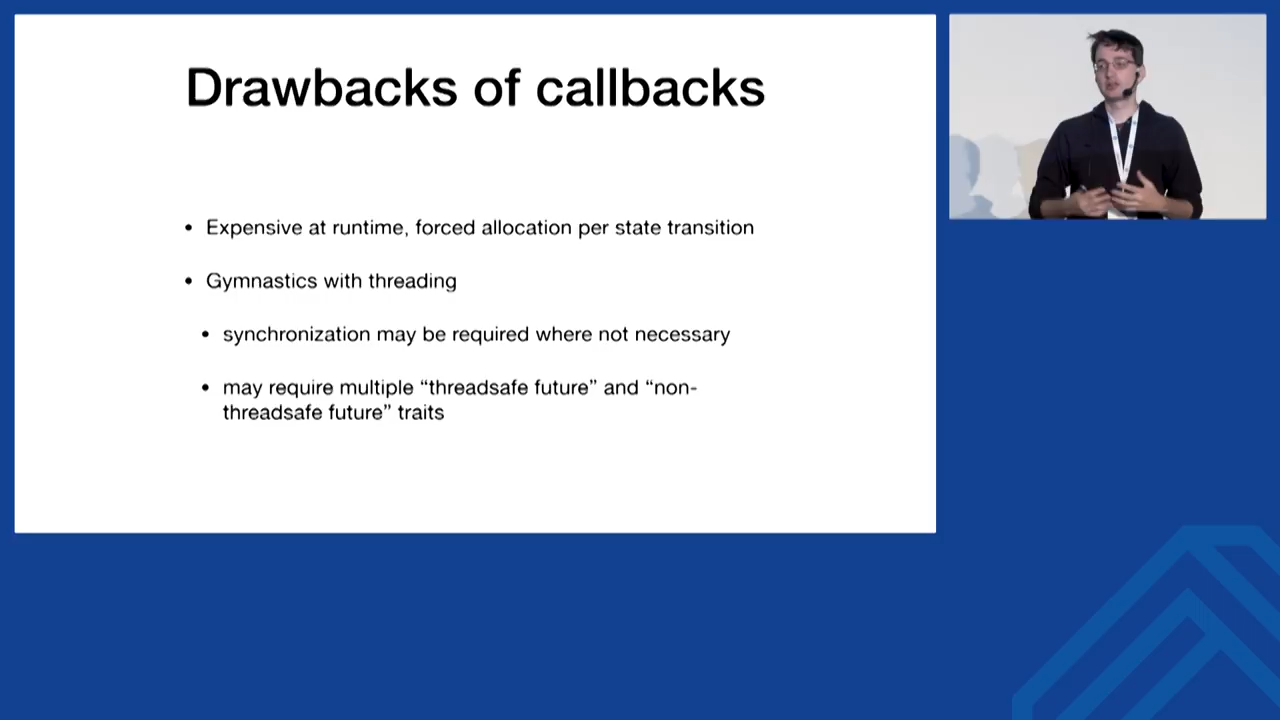 Drawbacks of callbacks
• Expensive at runtime, forced allocation per state transition
• Gymnastics with threading
• synchronization may be required where not necessary
• may require multiple “threadsafe future” and “non-
threadsafe future” traits